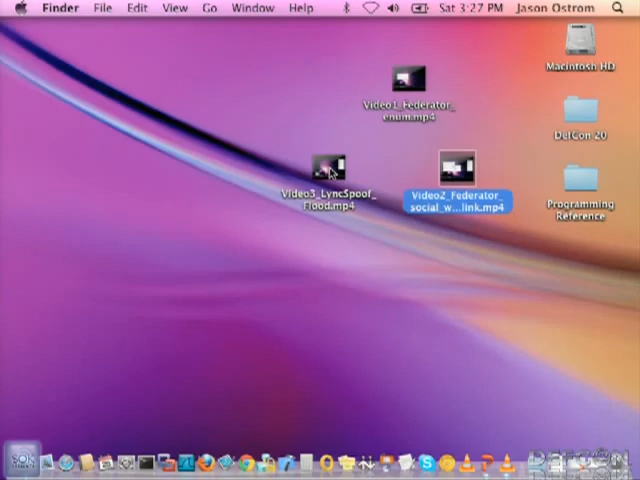 Finder File Edit View Go Window Help Sat 3:27 PM Jason Ostrom
Macintosh HD
Video1_Federator_
enum.mp4
DefCon 20
Video3_LyncSpoof_
Flood.mp4
Video2_Federator_
social_w...link.mp4
Programming
Reference
DEFCON